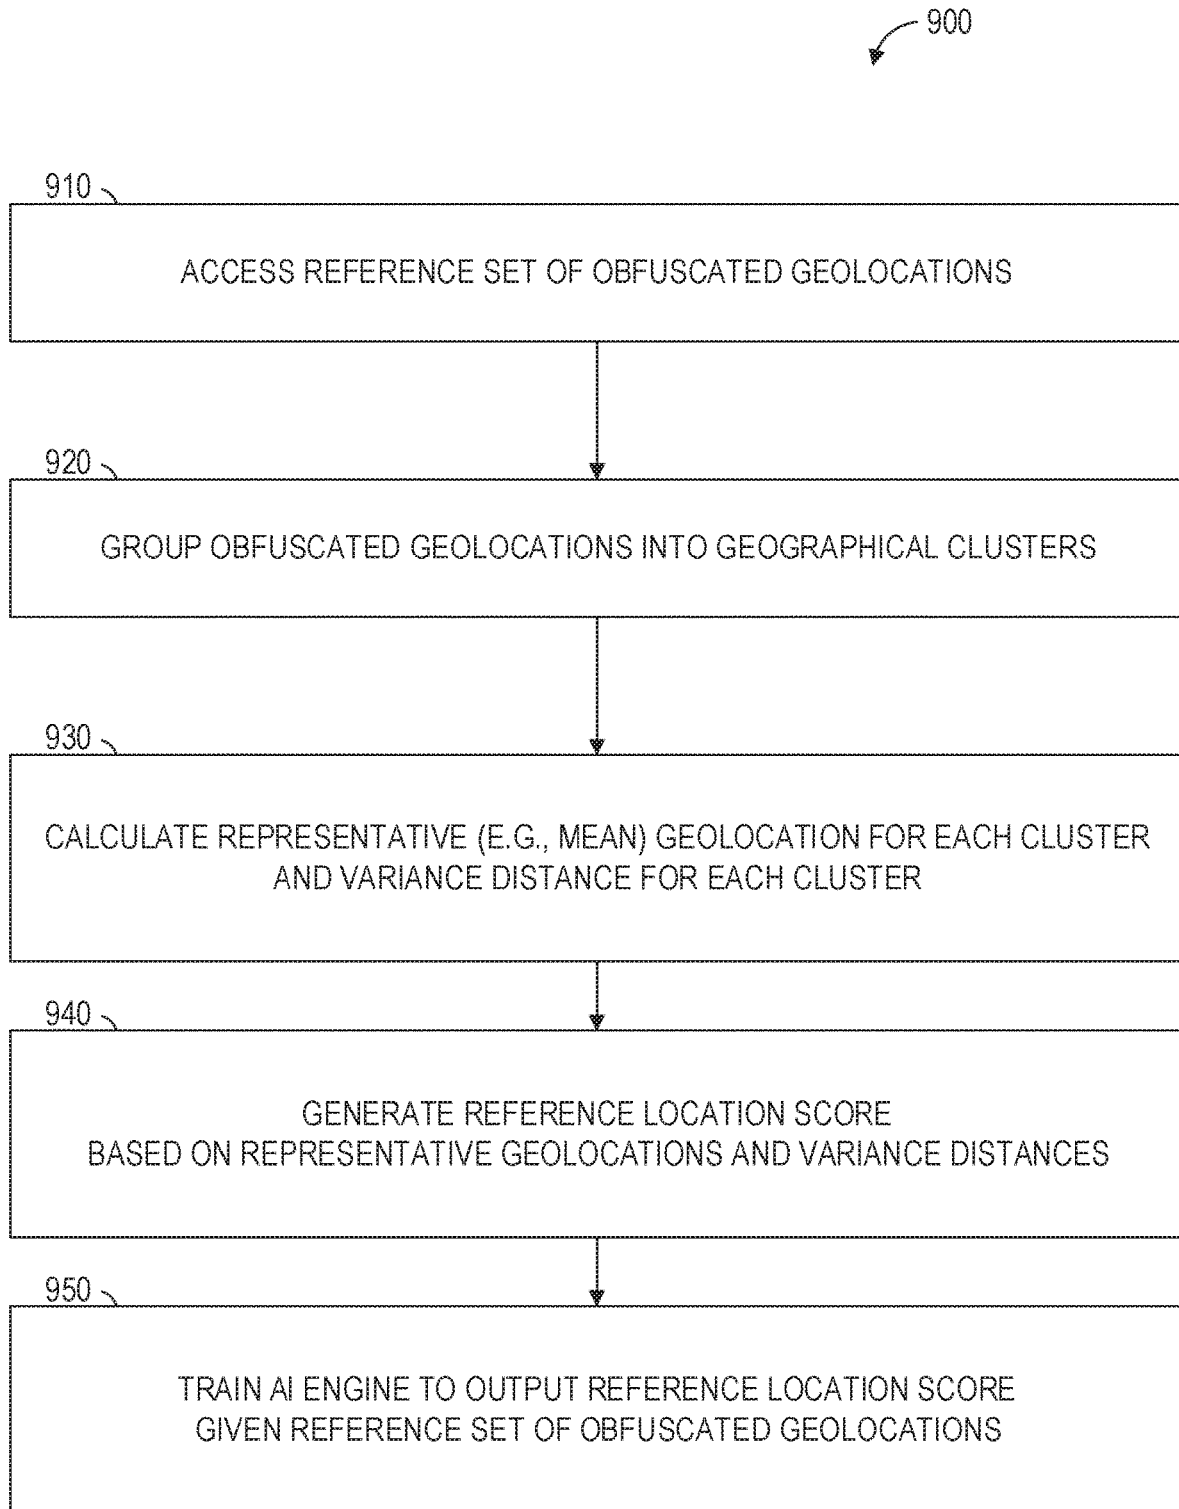 900
910
ACCESS REFERENCE SET OF OBFUSCATED GEOLOCATIONS
920
GROUP OBFUSCATED GEOLOCATIONS INTO GEOGRAPHICAL CLUSTERS
930
CALCULATE REPRESENTATIVE (E.G., MEAN) GEOLOCATION FOR EACH CLUSTER
AND VARIANCE DISTANCE FOR EACH CLUSTER
940
GENERATE REFERENCE LOCATION SCORE
BASED ON REPRESENTATIVE GEOLOCATIONS AND VARIANCE DISTANCES
950
TRAIN AI ENGINE TO OUTPUT REFERENCE LOCATION SCORE
GIVEN REFERENCE SET OF OBFUSCATED GEOLOCATIONS